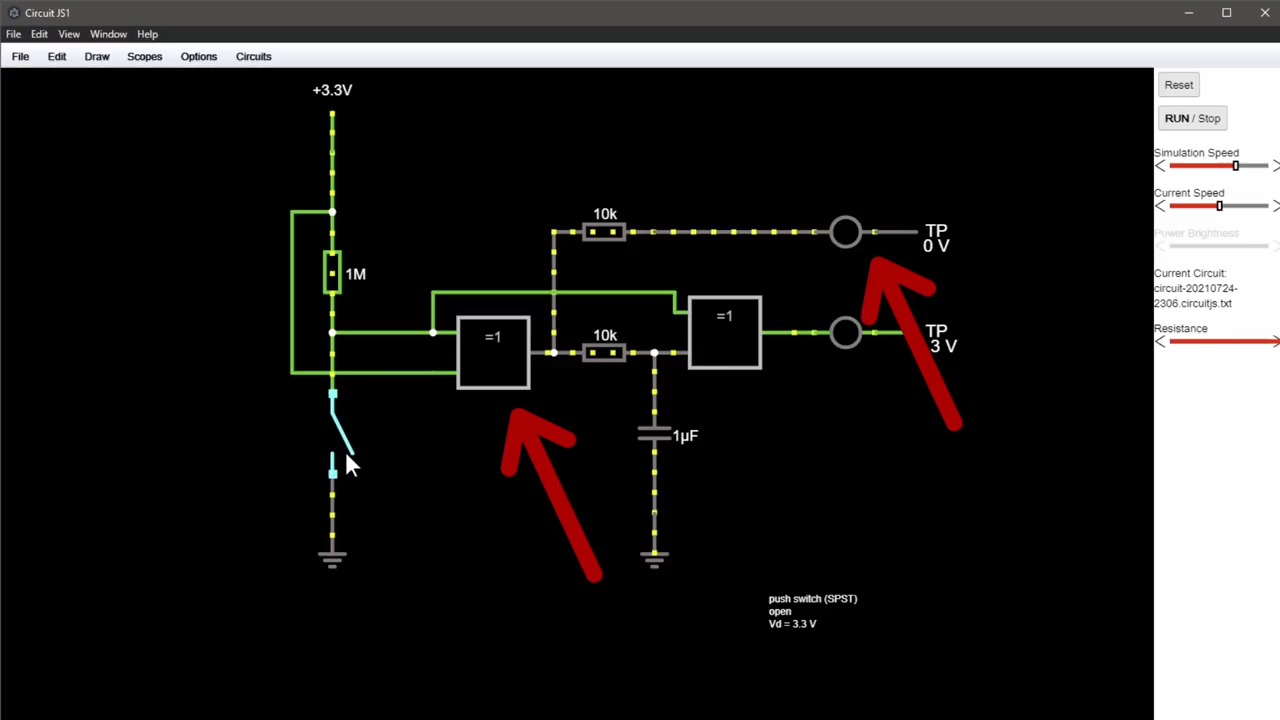 Circuit JS1
File Edit View Window Help
File Edit Draw Scopes Options Circuits
+3.3V
Reset
RUN / Stop
Simulation Speed
Current Speed
Power Brightness
Current Circuit:
circuit-20210724-
2306.circuitjs.txt
Resistance
10k
TP
0 V
1M
=1
=1
10k
TP
3 V
1µF
push switch (SPST)
open
Vd = 3.3 V